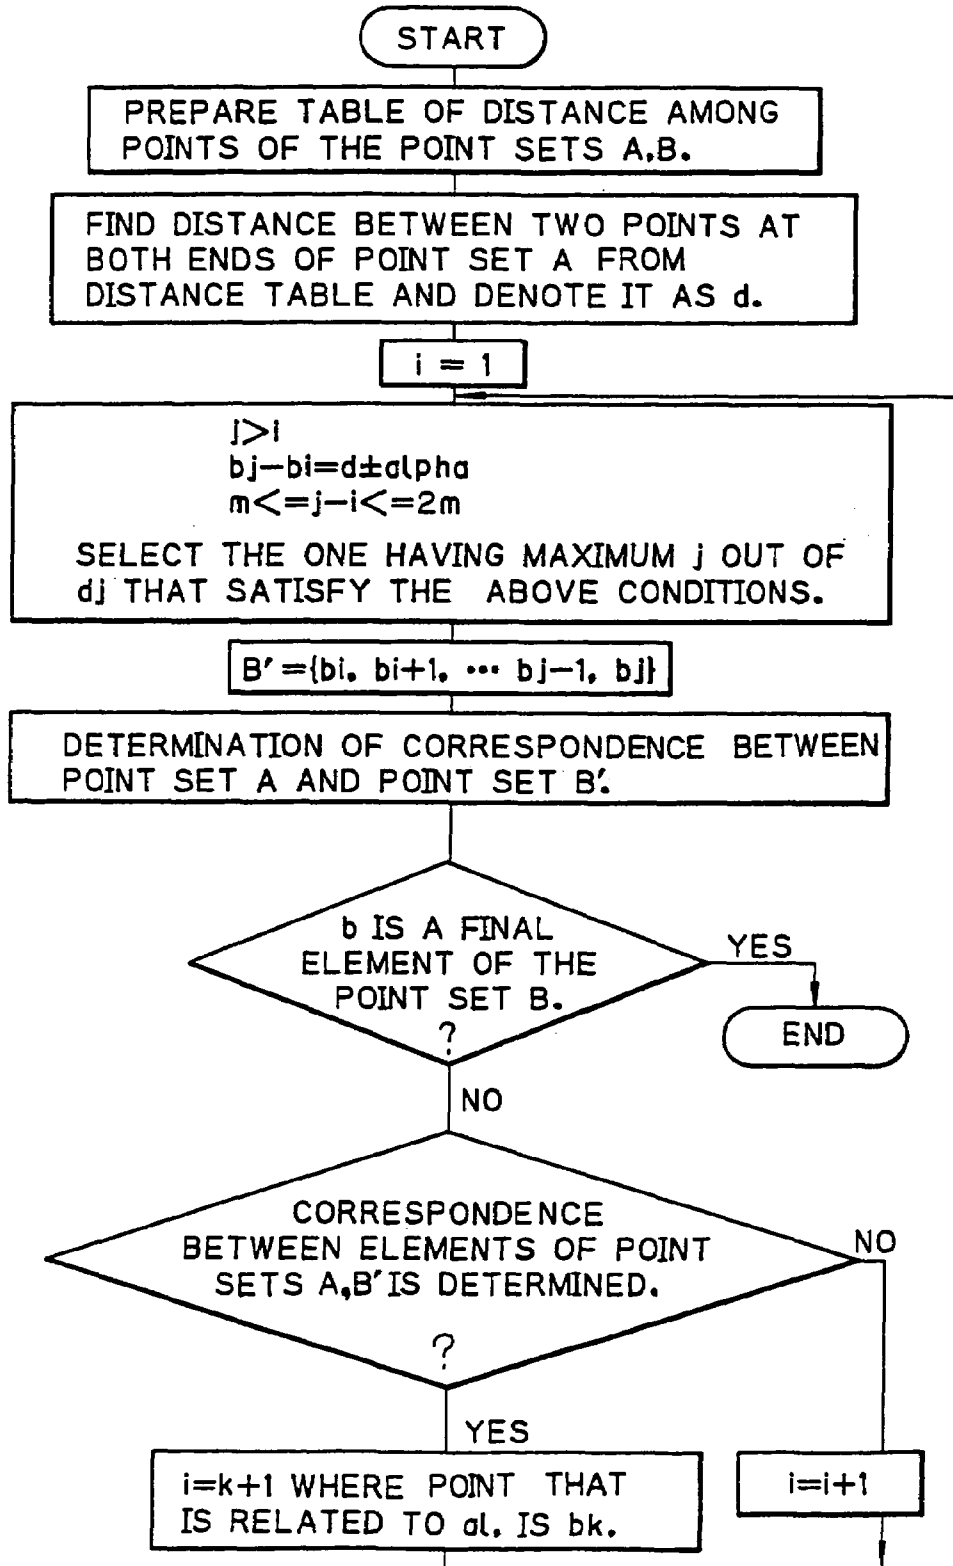 START
PREPARE TABLE OF DISTANCE AMONG
POINTS OF THE POINT SETS A,B.
FIND DISTANCE BETWEEN TWO POINTS AT
BOTH ENDS OF POINT SET A FROM
DISTANCE TABLE AND DENOTE IT AS d.
i = 1
j>i
bj−bi=d±alpha
m<=j−i<=2m
SELECT THE ONE HAVING MAXIMUM j OUT OF
dj THAT SATISFY THE ABOVE CONDITIONS.
B′={bi, bi+1, ··· bj−1, bj}
DETERMINATION OF CORRESPONDENCE BETWEEN
POINT SET A AND POINT SET B′.
b IS A FINAL
ELEMENT OF THE
POINT SET B.
?
YES
END
NO
CORRESPONDENCE
BETWEEN ELEMENTS OF POINT
SETS A,B′ IS DETERMINED.
?
NO
YES
i=k+1 WHERE POINT THAT
IS RELATED TO al, IS bk.
i=i+1